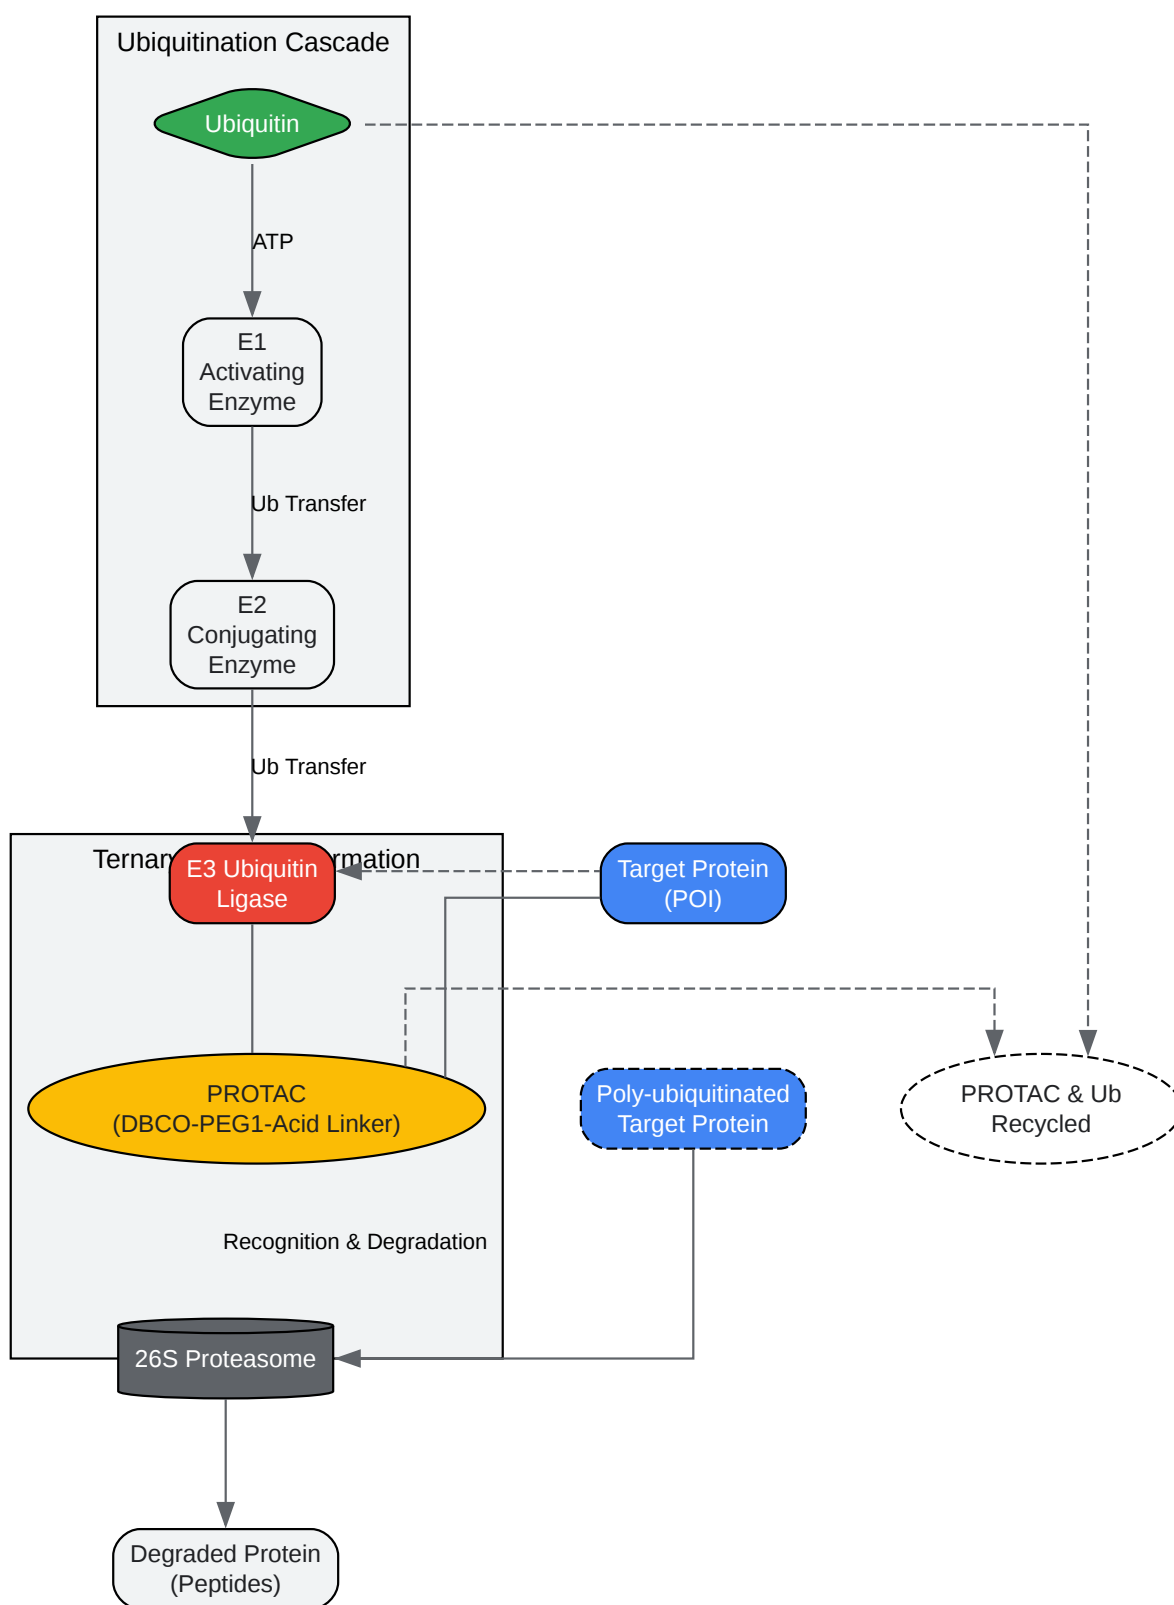 Ubiquitination Cascade
Ubiquitin
ATP
E1
Activating
Enzyme
Ub Transfer
E2
Conjugating
Enzyme
Ub Transfer
E3 Ubiquitin
Ligase
Target Protein
(POI)
PROTAC
(DBCO-PEG1-Acid Linker)
Poly-ubiquitinated
Target Protein
PROTAC & Ub
Recycled
Recognition & Degradation
26S Proteasome
Degraded Protein
(Peptides)